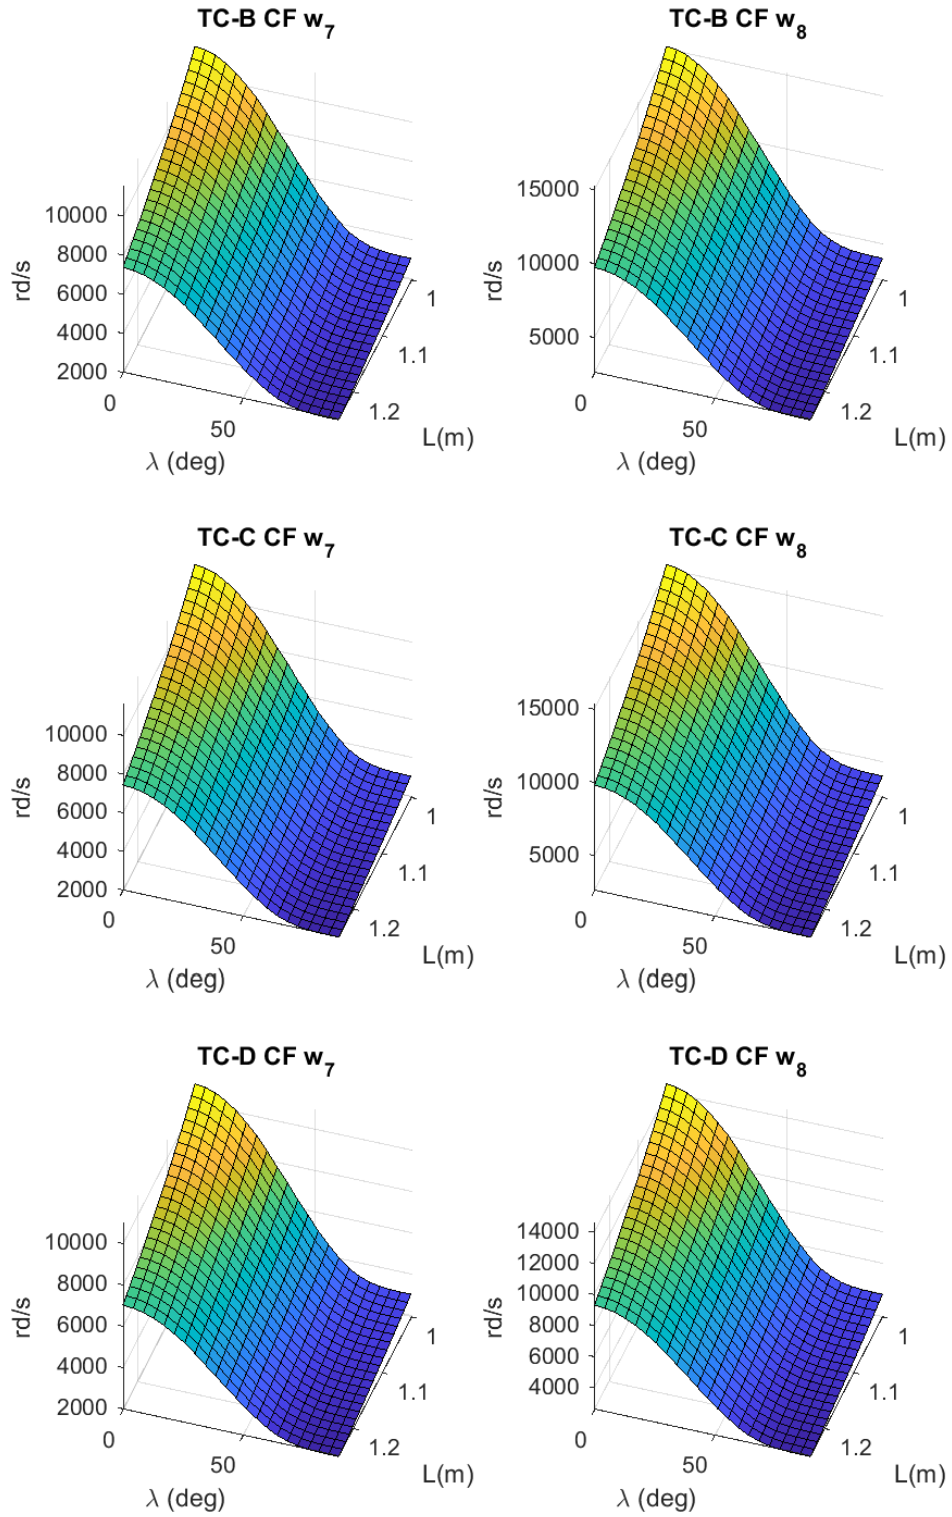 TC-B CF w7
10000
8000
6000
4000
2000
rd/s
0
50
λ (deg)
1
1.1
1.2
L(m)
TC-B CF w8
15000
10000
5000
rd/s
0
50
λ (deg)
1
1.1
1.2
L(m)
TC-C CF w7
10000
8000
6000
4000
2000
rd/s
0
50
λ (deg)
1
1.1
1.2
L(m)
TC-C CF w8
15000
10000
5000
rd/s
0
50
λ (deg)
1
1.1
1.2
L(m)
TC-D CF w7
10000
8000
6000
4000
2000
rd/s
0
50
λ (deg)
1
1.1
1.2
L(m)
TC-D CF w8
14000
12000
10000
8000
6000
4000
rd/s
0
50
λ (deg)
1
1.1
1.2
L(m)